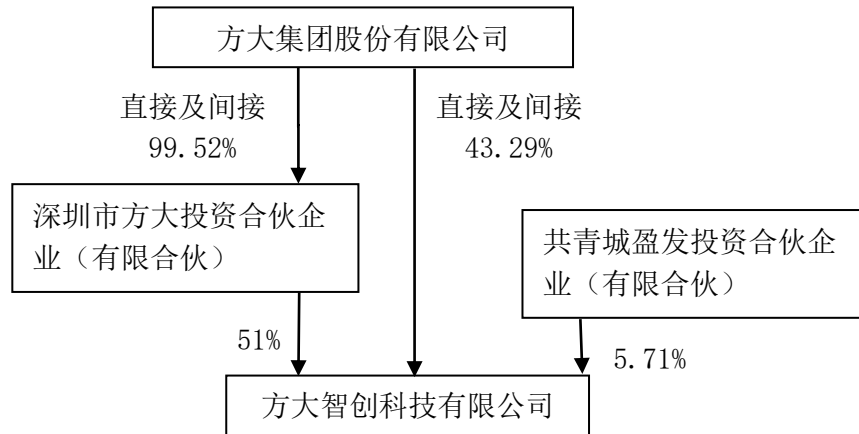 方大集团股份有限公司
直接及间接
99.52%
直接及间接
43.29%
深圳市方大投资合伙企
业（有限合伙）
共青城盈发投资合伙企
业（有限合伙）
51%
5.71%
方大智创科技有限公司